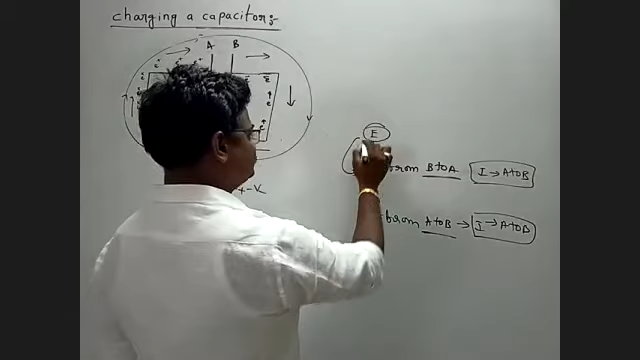 charging a capacitor:
A B
E
from B to A I → A to B
from A to B → I → A to B